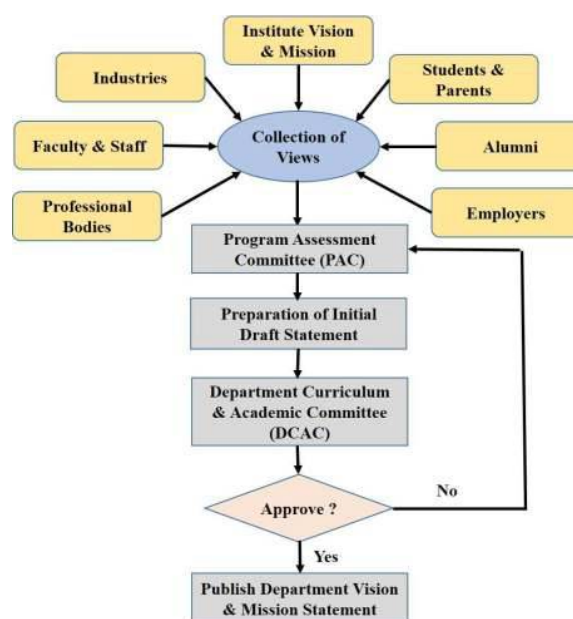 Institute Vision
& Mission
Industries
Students &
Parents
Collection of
Views
Faculty & Staff
Alumni
Professional
Bodies
Employers
Program Assessment
Committee (PAC)
Preparation of Initial
Draft Statement
Department Curriculum
& Academic Committee
(DCAC)
No
Approve ?
Yes
Publish Department Vision
& Mission Statement